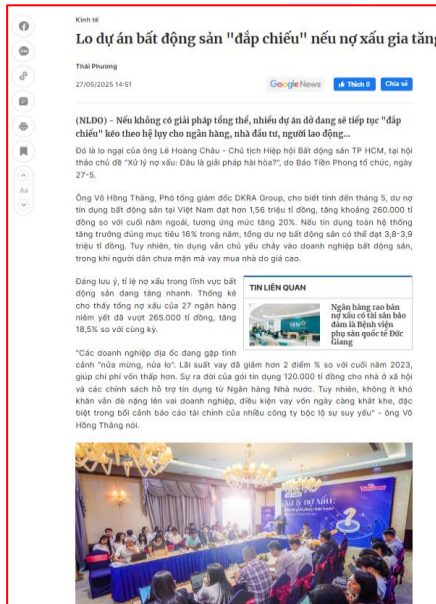 Kinh tế
Lo dự án bất động sản "đắp chiếu" nếu nợ xấu gia tăng
Thái Phương
27/05/2025 14:51
Google News
Thích 0
Chia sẻ
(NLDO) - Nếu không có giải pháp tổng thể, nhiều dự án dở dang sẽ tiếp tục "đắp
chiếu" kéo theo hệ lụy cho ngân hàng, nhà đầu tư, người lao động...
Đó là lo ngại của ông Lê Hoàng Châu - Chủ tịch Hiệp hội Bất động sản TP HCM, tại hội
thảo chủ đề "Xử lý nợ xấu: Đâu là giải pháp hài hòa?", do Báo Tiền Phong tổ chức, ngày
27-5.
Ông Võ Hồng Thắng, Phó tổng giám đốc DKRA Group, cho biết tính đến tháng 5, dư nợ
tín dụng bất động sản tại Việt Nam đạt hơn 1,56 triệu tỉ đồng, tăng khoảng 260.000 tỉ
đồng so với cuối năm ngoái, tương ứng mức tăng 20%. Nếu tín dụng toàn hệ thống
tăng trưởng đúng mục tiêu 16% trong năm, tổng dư nợ bất động sản có thể đạt 3,8-3,9
triệu tỉ đồng. Tuy nhiên, tín dụng vẫn chủ yếu chảy vào doanh nghiệp bất động sản,
trong khi người dân chưa mặn mà vay mua nhà do giá cao.
Đáng lưu ý, tỉ lệ nợ xấu trong lĩnh vực bất
động sản đang tăng nhanh. Thống kê
cho thấy tổng nợ xấu của 27 ngân hàng
niêm yết đã vượt 265.000 tỉ đồng, tăng
18,5% so với cùng kỳ.
TIN LIÊN QUAN
Ngân hàng rao bán
nợ xấu có tài sản bảo
đảm là Bệnh viện
phụ sản quốc tế Đức
Giang
"Các doanh nghiệp địa ốc đang gặp tình
cảnh "nửa mừng, nửa lo". Lãi suất vay đã giảm hơn 2 điểm % so với cuối năm 2023,
giúp chi phí vốn thấp hơn. Sự ra đời của gói tín dụng 120.000 tỉ đồng cho nhà ở xã hội
và các chính sách hỗ trợ tín dụng từ Ngân hàng Nhà nước. Tuy nhiên, không ít khó
khăn vẫn đè nặng lên vai doanh nghiệp, điều kiện vay vốn ngày càng khắt khe, đặc
biệt trong bối cảnh báo cáo tài chính của nhiều công ty bộc lộ sự suy yếu" - ông Võ
Hồng Thắng nói.
Xử lý nợ xấu: